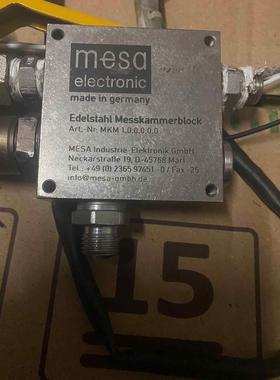 mesa
electronic
made in germany
Edelstahl Messkammerblock
Art.-Nr. MKM 1.0.0.0.0.0
MESA Industrie-Elektronik GmbH
Neckarstraße 19, D-45768 Marl
Tel.: +49 (0) 2365 97451-0 / Fax -25
info@mesa-gmbh.de
15